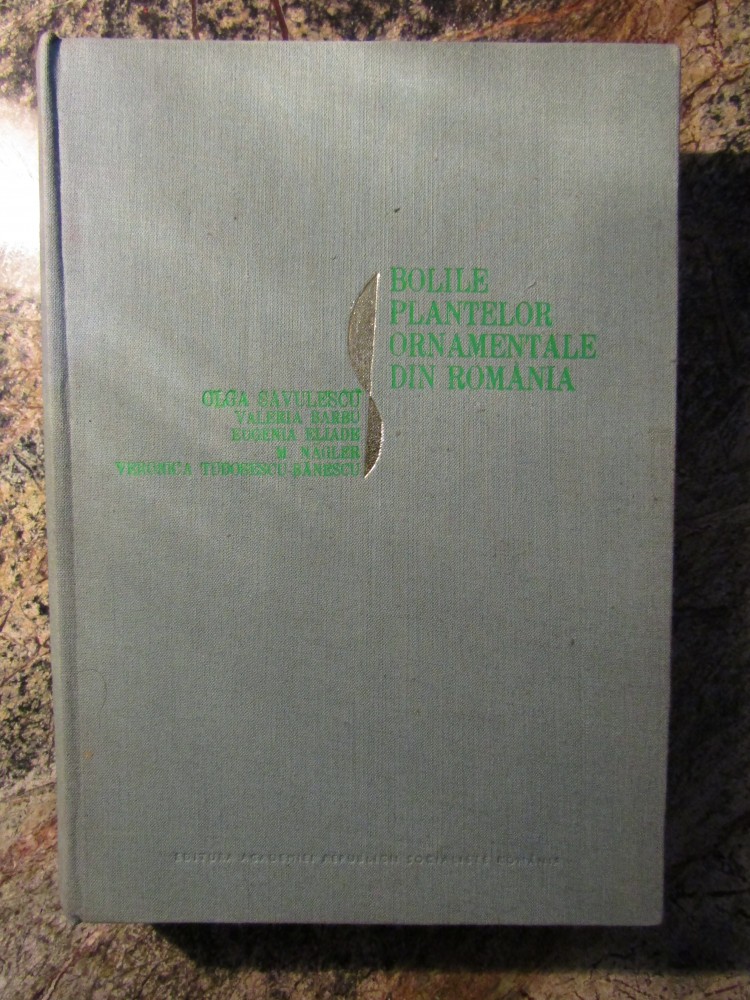 BOLILE
PLANTELOR
ORNAMENTALE
DIN ROMÂNIA
OLGA SĂVULESCU
VALERIA BARBU
EUGENIA ELIADE
M. NAGLER
VERONICA TUDOSESCU-BĂNESCU
EDITURA ACADEMIEI REPUBLICII SOCIALISTE ROMÂNIA